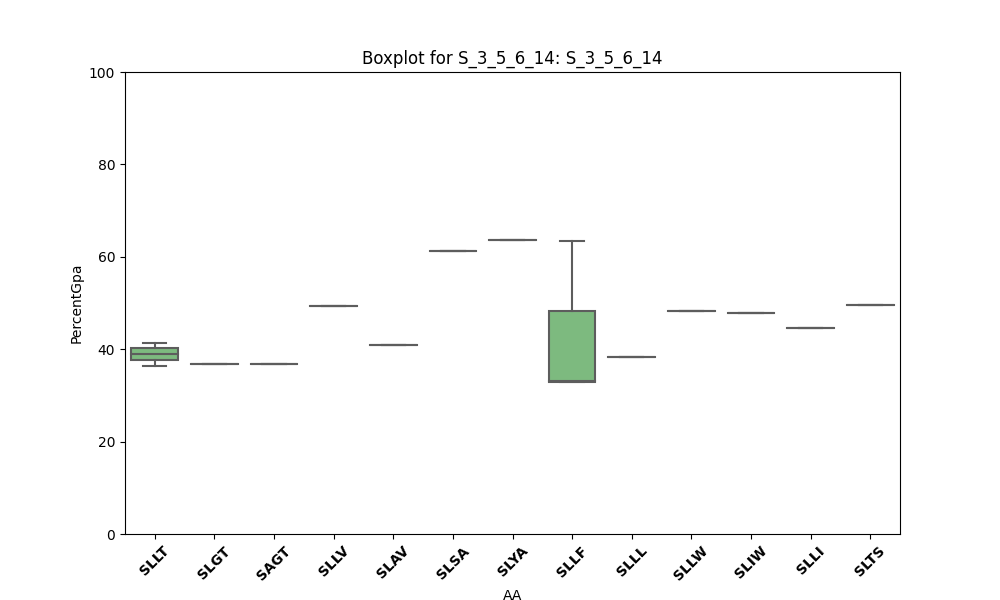 Boxplot for S_3_5_6_14: S_3_5_6_14
100
80
60
40
20
0
PercentGpa
SLLT SLGT SAGT SLLV SLAV SLSA SLYA SLLF SLLL SLLW SLIW SLLI SLTS
AA